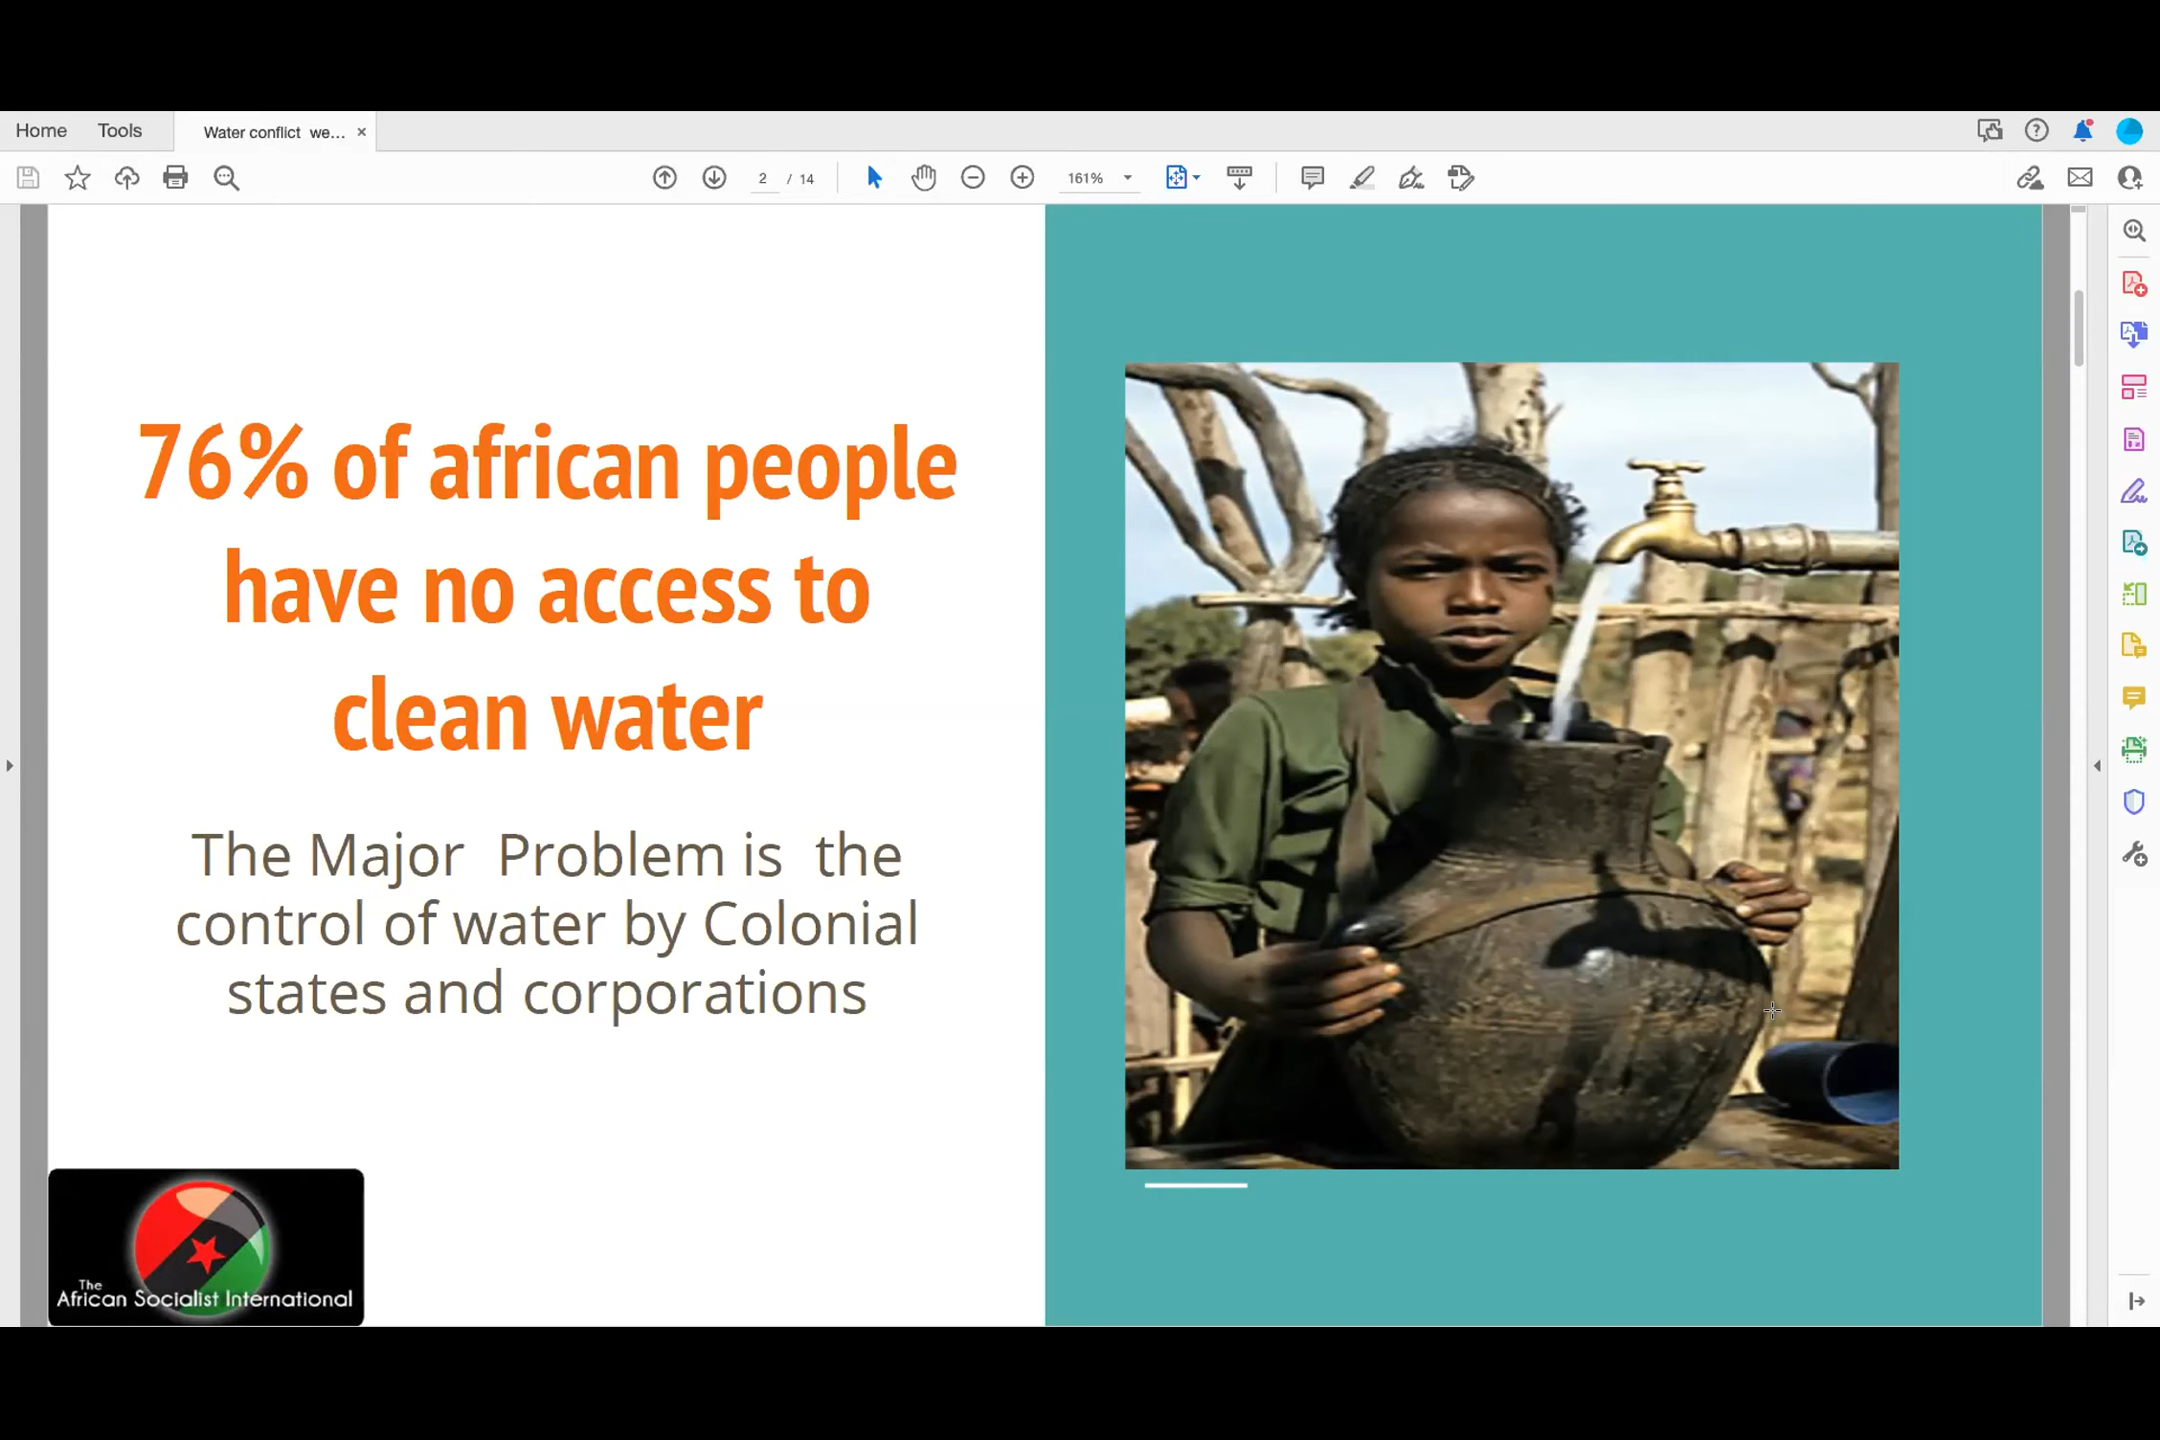 Home Tools Water conflict we... ×
2 / 14 161%
76% of african people
have no access to
clean water
The Major Problem is the
control of water by Colonial
states and corporations
The
African Socialist International